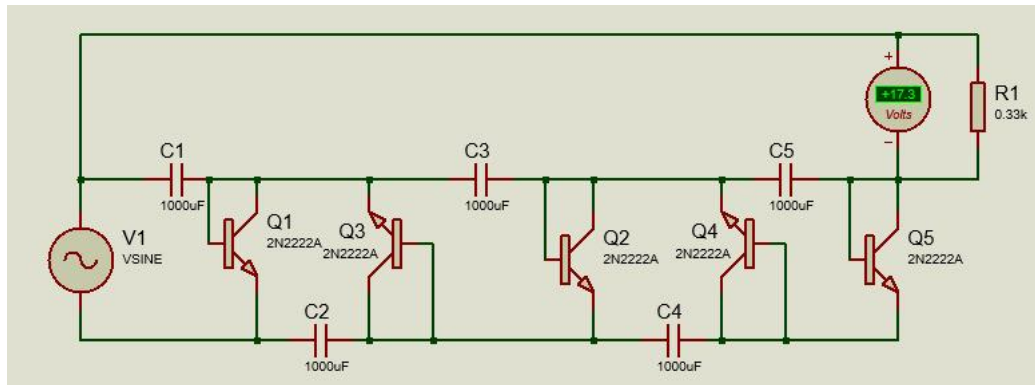 +
+17.3
Volts
−
R1
0.33k
C1
1000uF
C3
1000uF
C5
1000uF
V1
VSINE
Q1
2N2222A
Q3
2N2222A
Q2
2N2222A
Q4
2N2222A
Q5
2N2222A
C2
1000uF
C4
1000uF